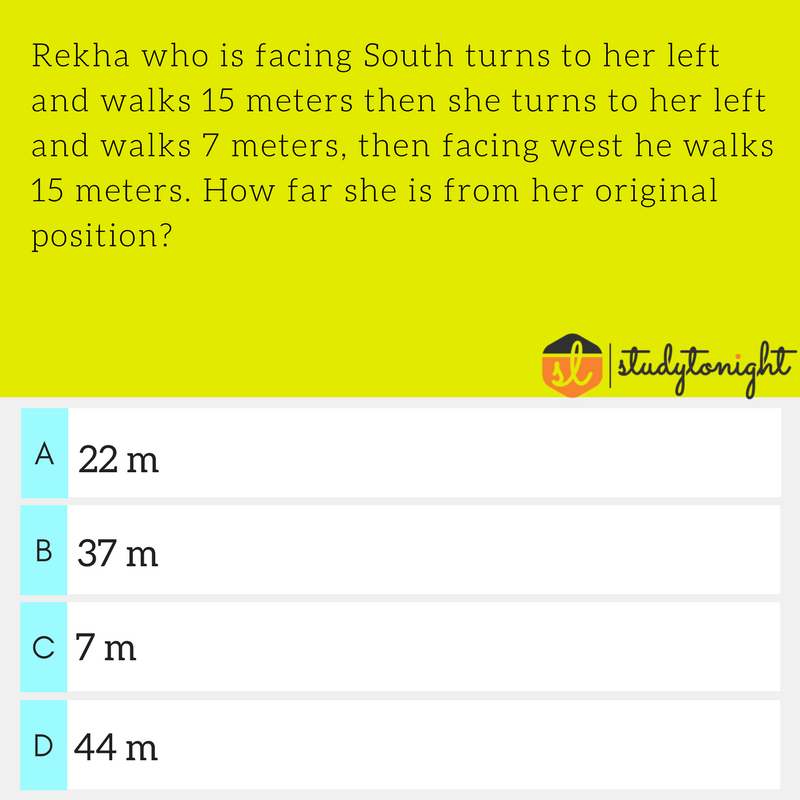 Rekha who is facing South turns to her left
and walks 15 meters then she turns to her left
and walks 7 meters, then facing west he walks
15 meters. How far she is from her original
position?
sl studytonight
A 22 m
B 37 m
C 7 m
D 44 m